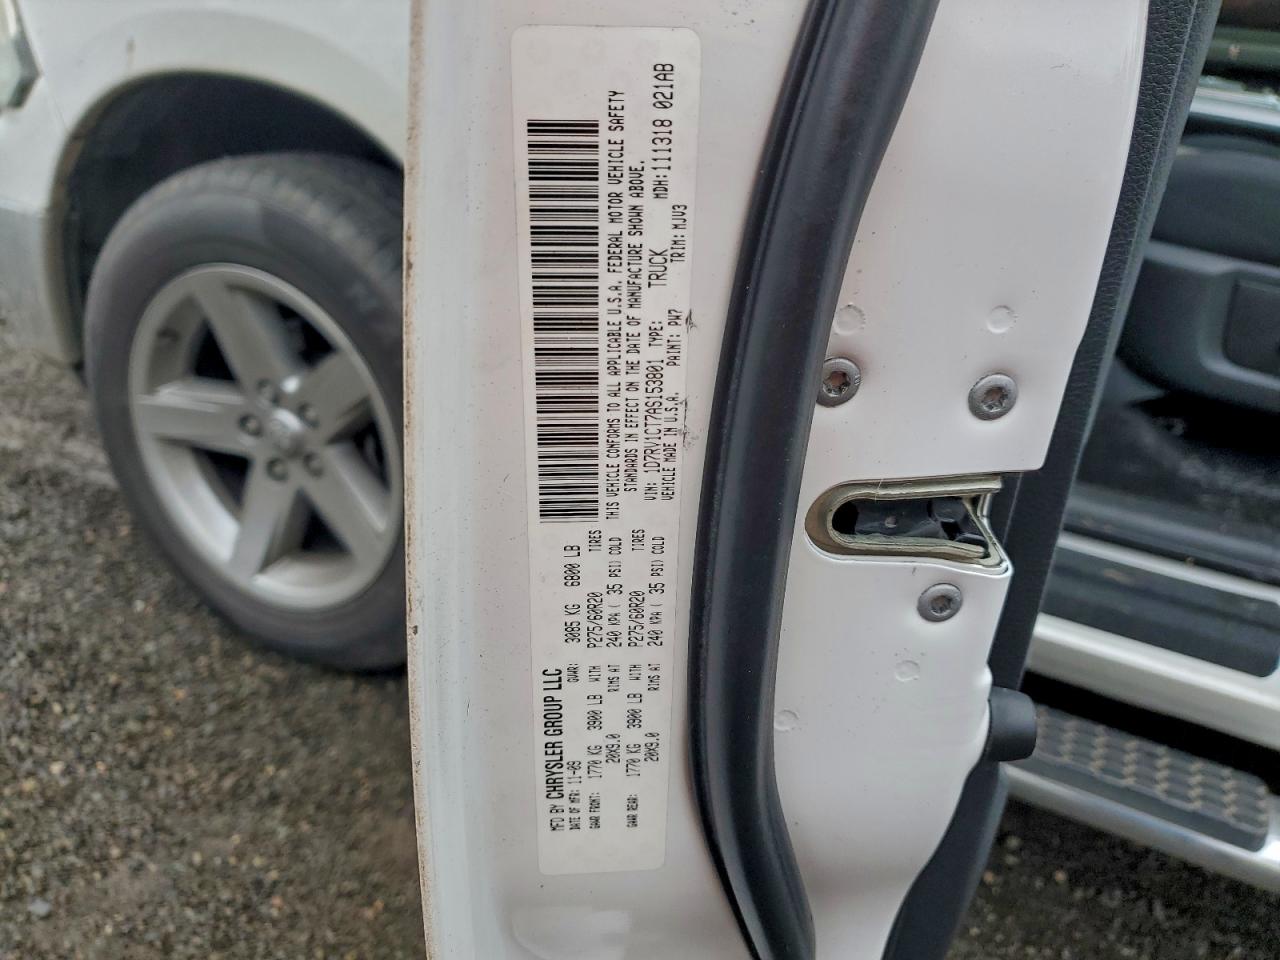 MFD BY CHRYSLER GROUP LLC
DATE OF MFR: 11-09 GVWR: 3085 KG 6800 LB
GAWR FRONT: 1770 KG 3900 LB WITH P275/60R20 TIRES
20X9.0 RIMS AT 240 KPA( 35 PSI) COLD
GAWR REAR: 1770 KG 3900 LB WITH P275/60R20 TIRES
20X9.0 RIMS AT 240 KPA( 35 PSI) COLD
THIS VEHICLE CONFORMS TO ALL APPLICABLE U.S.A. FEDERAL MOTOR VEHICLE SAFETY
STANDARDS IN EFFECT ON THE DATE OF MANUFACTURE SHOWN ABOVE.
VIN: 1D7RV1CT7AS153801 TYPE: TRUCK MDH: 111318 021AB
VEHICLE MADE IN U.S.A. PAINT: PW7 TRIM: MJV3